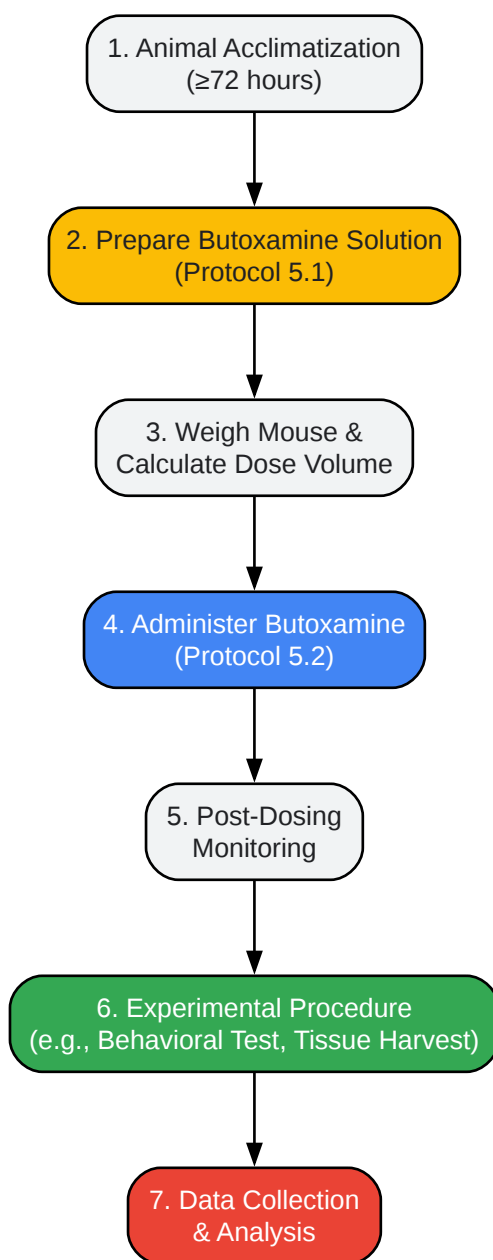 1. Animal Acclimatization
(≥72 hours)
2. Prepare Butoxamine Solution
(Protocol 5.1)
3. Weigh Mouse &
Calculate Dose Volume
4. Administer Butoxamine
(Protocol 5.2)
5. Post-Dosing
Monitoring
6. Experimental Procedure
(e.g., Behavioral Test, Tissue Harvest)
7. Data Collection
& Analysis